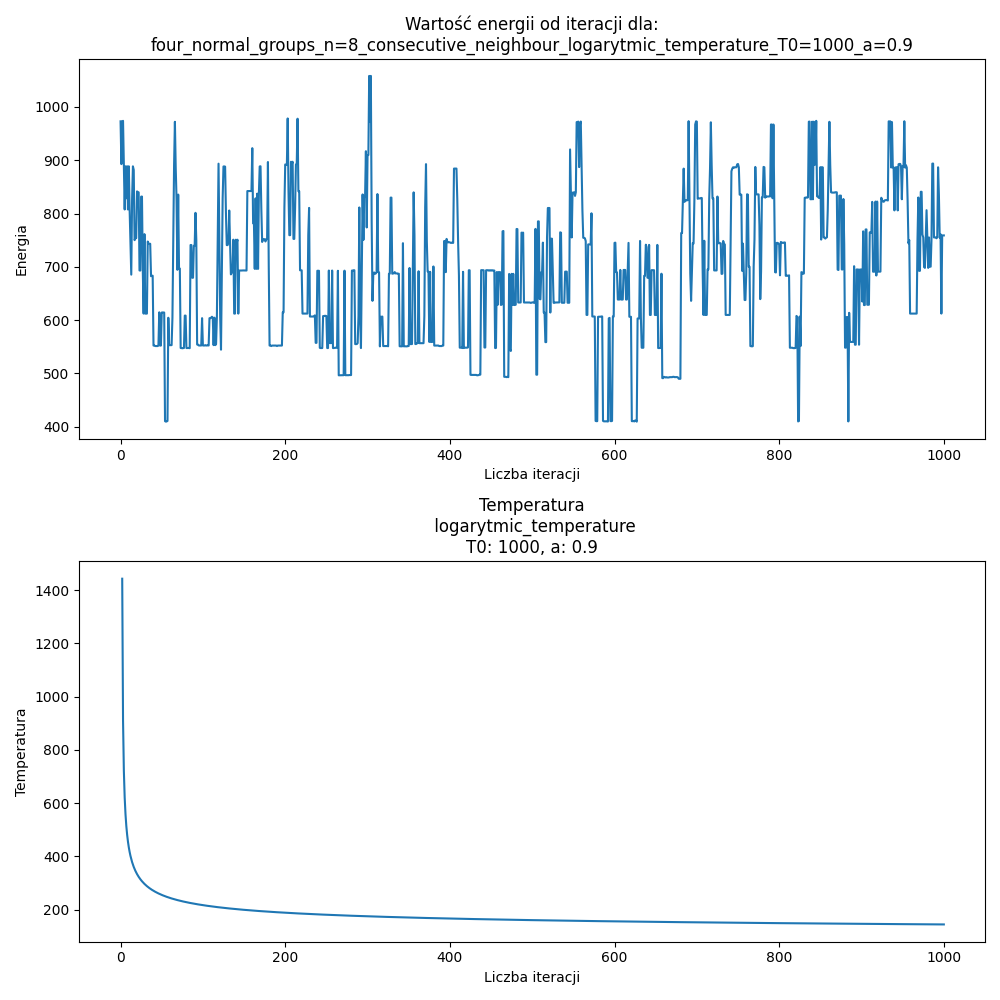 Wartość energii od iteracji dla:
four_normal_groups_n=8_consecutive_neighbour_logarytmic_temperature_T0=1000_a=0.9
1000
900
800
700
600
500
400
Energia
0 200 400 600 800 1000
Liczba iteracji
Temperatura
logarytmic_temperature
T0: 1000, a: 0.9
1400
1200
1000
800
600
400
200
Temperatura
0 200 400 600 800 1000
Liczba iteracji